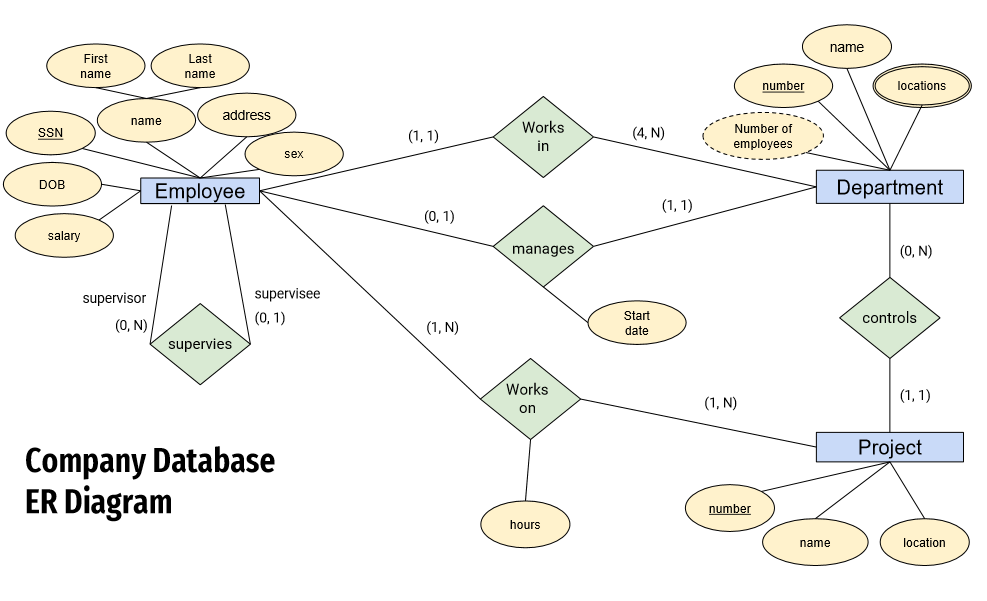 First
name
Last
name
name
SSN
address
sex
DOB
salary
Employee
supervisor
(0, N)
supervisee
(0, 1)
supervies
(1, 1)
Works
in
(4, N)
(0, 1)
manages
(1, 1)
Start
date
(1, N)
Works
on
(1, N)
hours
name
number
locations
Number of
employees
Department
(0, N)
controls
(1, 1)
Project
number
name
location
Company Database
ER Diagram